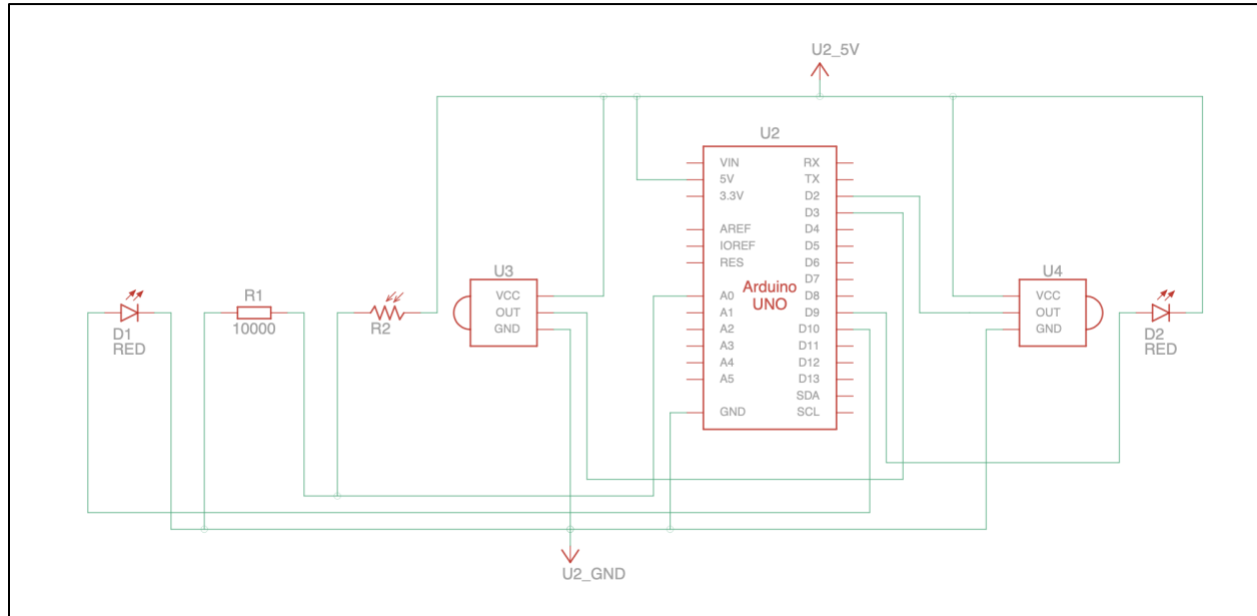 U2_5V
U2
VIN
5V
3.3V
AREF
IOREF
RES
A0
A1
A2
A3
A4
A5
GND
RX
TX
D2
D3
D4
D5
D6
D7
D8
D9
D10
D11
D12
D13
SDA
SCL
Arduino
UNO
D1
RED
R1
10000
R2
U3
VCC
OUT
GND
U4
VCC
OUT
GND
D2
RED
U2_GND